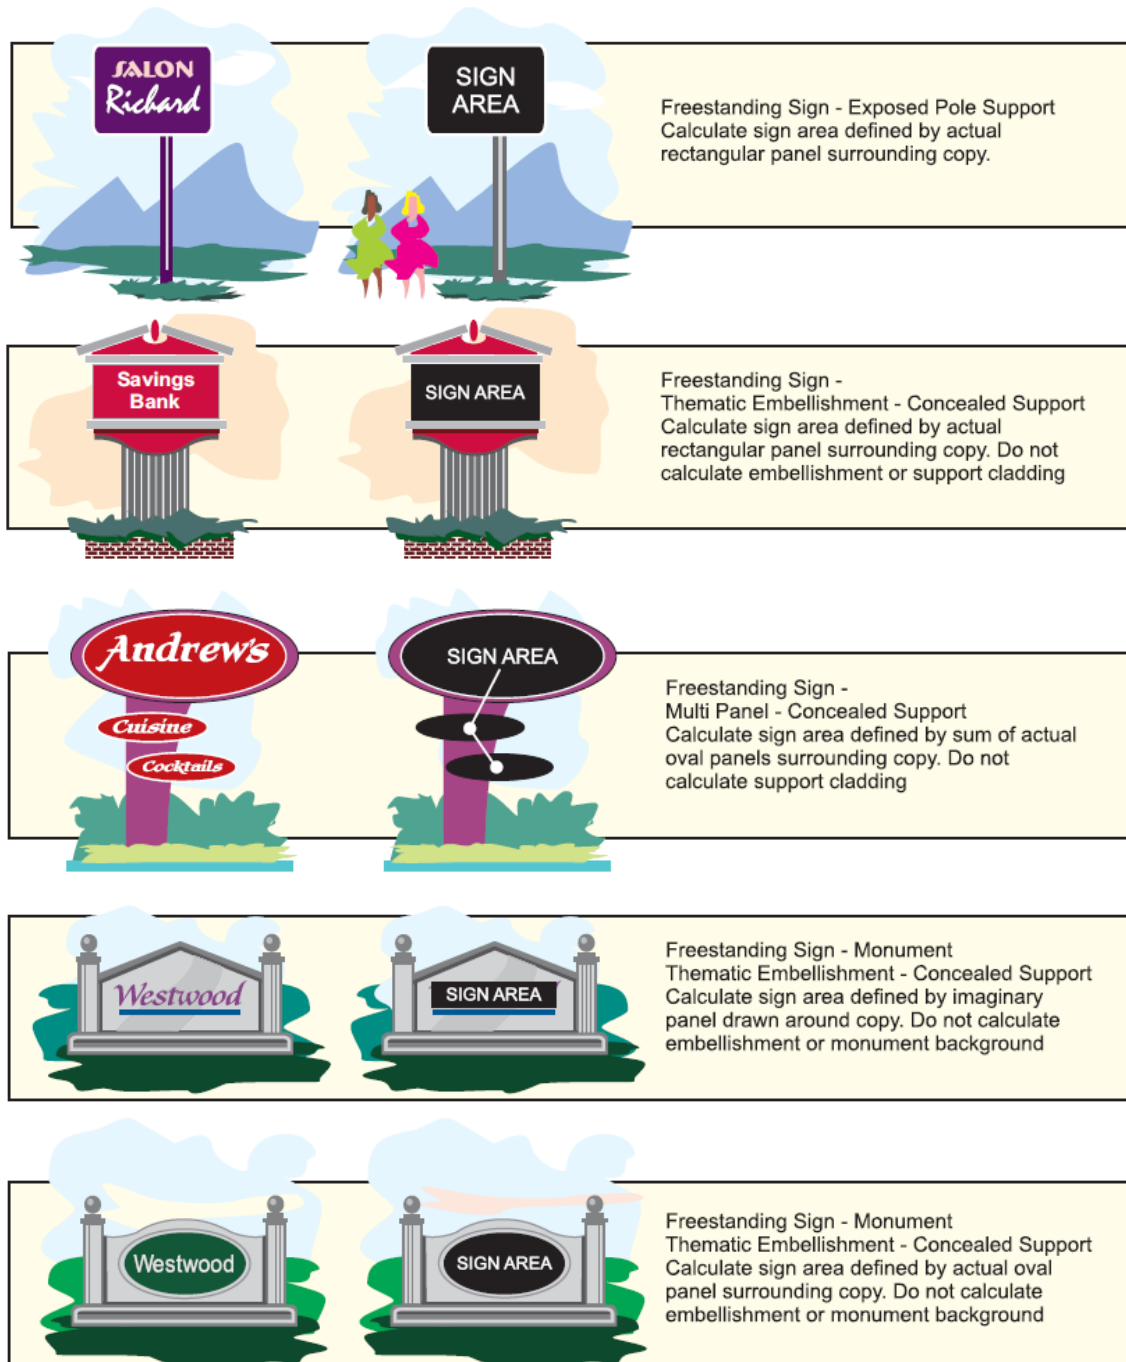 SALON
Richard
SIGN
AREA
Freestanding Sign - Exposed Pole Support
Calculate sign area defined by actual
rectangular panel surrounding copy.
Savings
Bank
SIGN AREA
Freestanding Sign -
Thematic Embellishment - Concealed Support
Calculate sign area defined by actual
rectangular panel surrounding copy. Do not
calculate embellishment or support cladding
Andrew's
Cuisine
Cocktails
SIGN AREA
Freestanding Sign -
Multi Panel - Concealed Support
Calculate sign area defined by sum of actual
oval panels surrounding copy. Do not
calculate support cladding
Westwood
SIGN AREA
Freestanding Sign - Monument
Thematic Embellishment - Concealed Support
Calculate sign area defined by imaginary
panel drawn around copy. Do not calculate
embellishment or monument background
Westwood
SIGN AREA
Freestanding Sign - Monument
Thematic Embellishment - Concealed Support
Calculate sign area defined by actual oval
panel surrounding copy. Do not calculate
embellishment or monument background